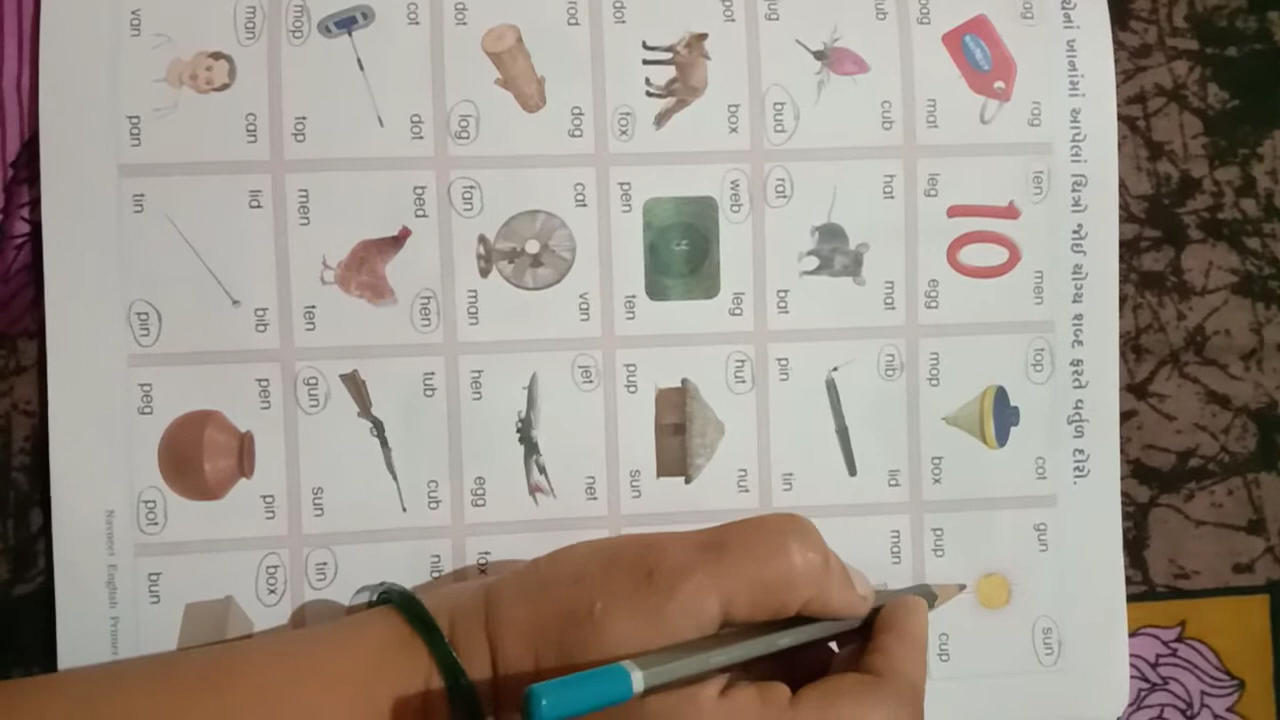 ખાનામાં આપેલાં ચિત્રો જોઈ યોગ્ય શબ્દ ફરતે વર્તુળ દોરો.
rag ten men top cot gun sun
mat leg egg mop box pup cup
cub hat mat nib lid man
bud rat bat pin tin
pot box web leg hut nut
dot fox pen ten pup sun
rod dog cat van jet net
dot log fan man hen egg fox
cot dot bed hen tub cub nib
mop top men ten gun sun tin
man can lid bib pen pin box
van pan tin pin peg pot bun
Navneet English Primer